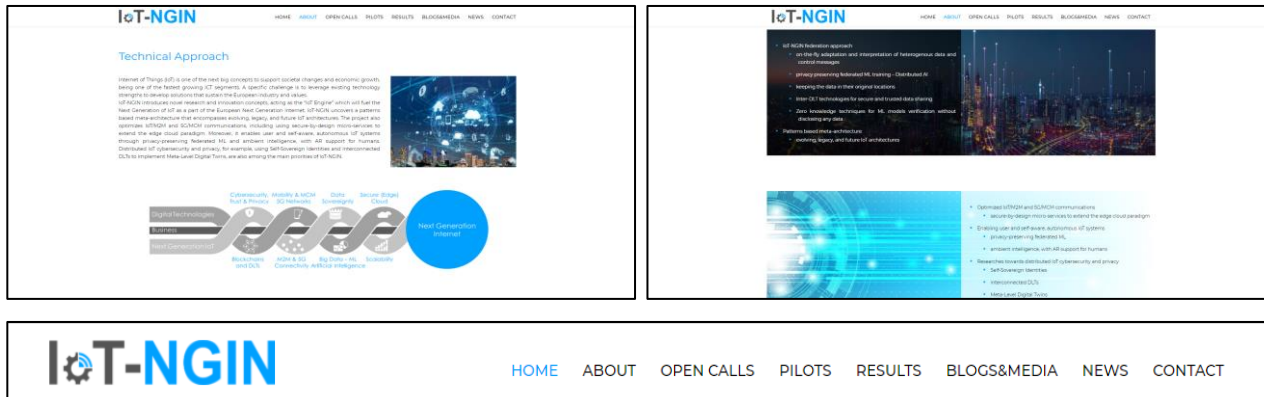 IoT-NGIN
HOME ABOUT OPEN CALLS PILOTS RESULTS BLOGS&MEDIA NEWS CONTACT
Technical Approach
Internet of Things (IoT) is one of the next big concepts to support societal changes and economic growth,
being one of the fastest growing ICT segments. A specific challenge is to leverage existing technology
strengths to develop solutions that sustain the European industry and values.
IoT-NGIN introduces novel research and innovation concepts, acting as the "IoT Engine" which will fuel the
Next Generation of IoT as a part of the European Next Generation Internet. IoT-NGIN uncovers a patterns
based meta-architecture that encompasses evolving, legacy, and future IoT architectures. The project also
optimizes IoT/M2M and 5G/MCM communications, including using secure-by-design micro-services to
extend the edge cloud paradigm. Moreover, it enables user and self-aware, autonomous IoT systems
through privacy-preserving federated ML and ambient intelligence, with AR support for humans.
Distributed IoT cybersecurity and privacy, for example, using Self-Sovereign Identities and interconnected
DLTs to implement Meta-Level Digital Twins, are also among the main priorities of IoT-NGIN.
Cybersecurity, Trust & Privacy
Mobility & MCM 5G Networks
Data Sovereignty
Secure (Edge) Cloud
Digital Technologies
Business
Next Generation IoT
Next Generation Internet
Blockchains and DLTs
M2M & 5G Connectivity
Big Data - ML Artificial Intelligence
Scalability
IoT-NGIN
HOME ABOUT OPEN CALLS PILOTS RESULTS BLOGS&MEDIA NEWS CONTACT
IoT NGIN federation approach
on-the-fly adaptation and interpretation of heterogenous data and
control messages
privacy-preserving federated ML training - Distributed AI
keeping the data in their original locations
Inter-DLT technologies for secure and trusted data sharing
Zero knowledge techniques for ML models verification without
disclosing any data
Patterns based meta-architecture
evolving, legacy, and future IoT architectures
Optimized IoT/M2M and 5G/MCM communications
secure-by-design micro services to extend the edge cloud paradigm
Enabling user and self-aware, autonomous IoT systems
privacy-preserving federated ML,
ambient intelligence, with AR support for humans
Researches towards distributed IoT cybersecurity and privacy
Self-Sovereign Identities
interconnected DLTs
Meta-Level Digital Twins
IoT-NGIN
HOME ABOUT OPEN CALLS PILOTS RESULTS BLOGS&MEDIA NEWS CONTACT